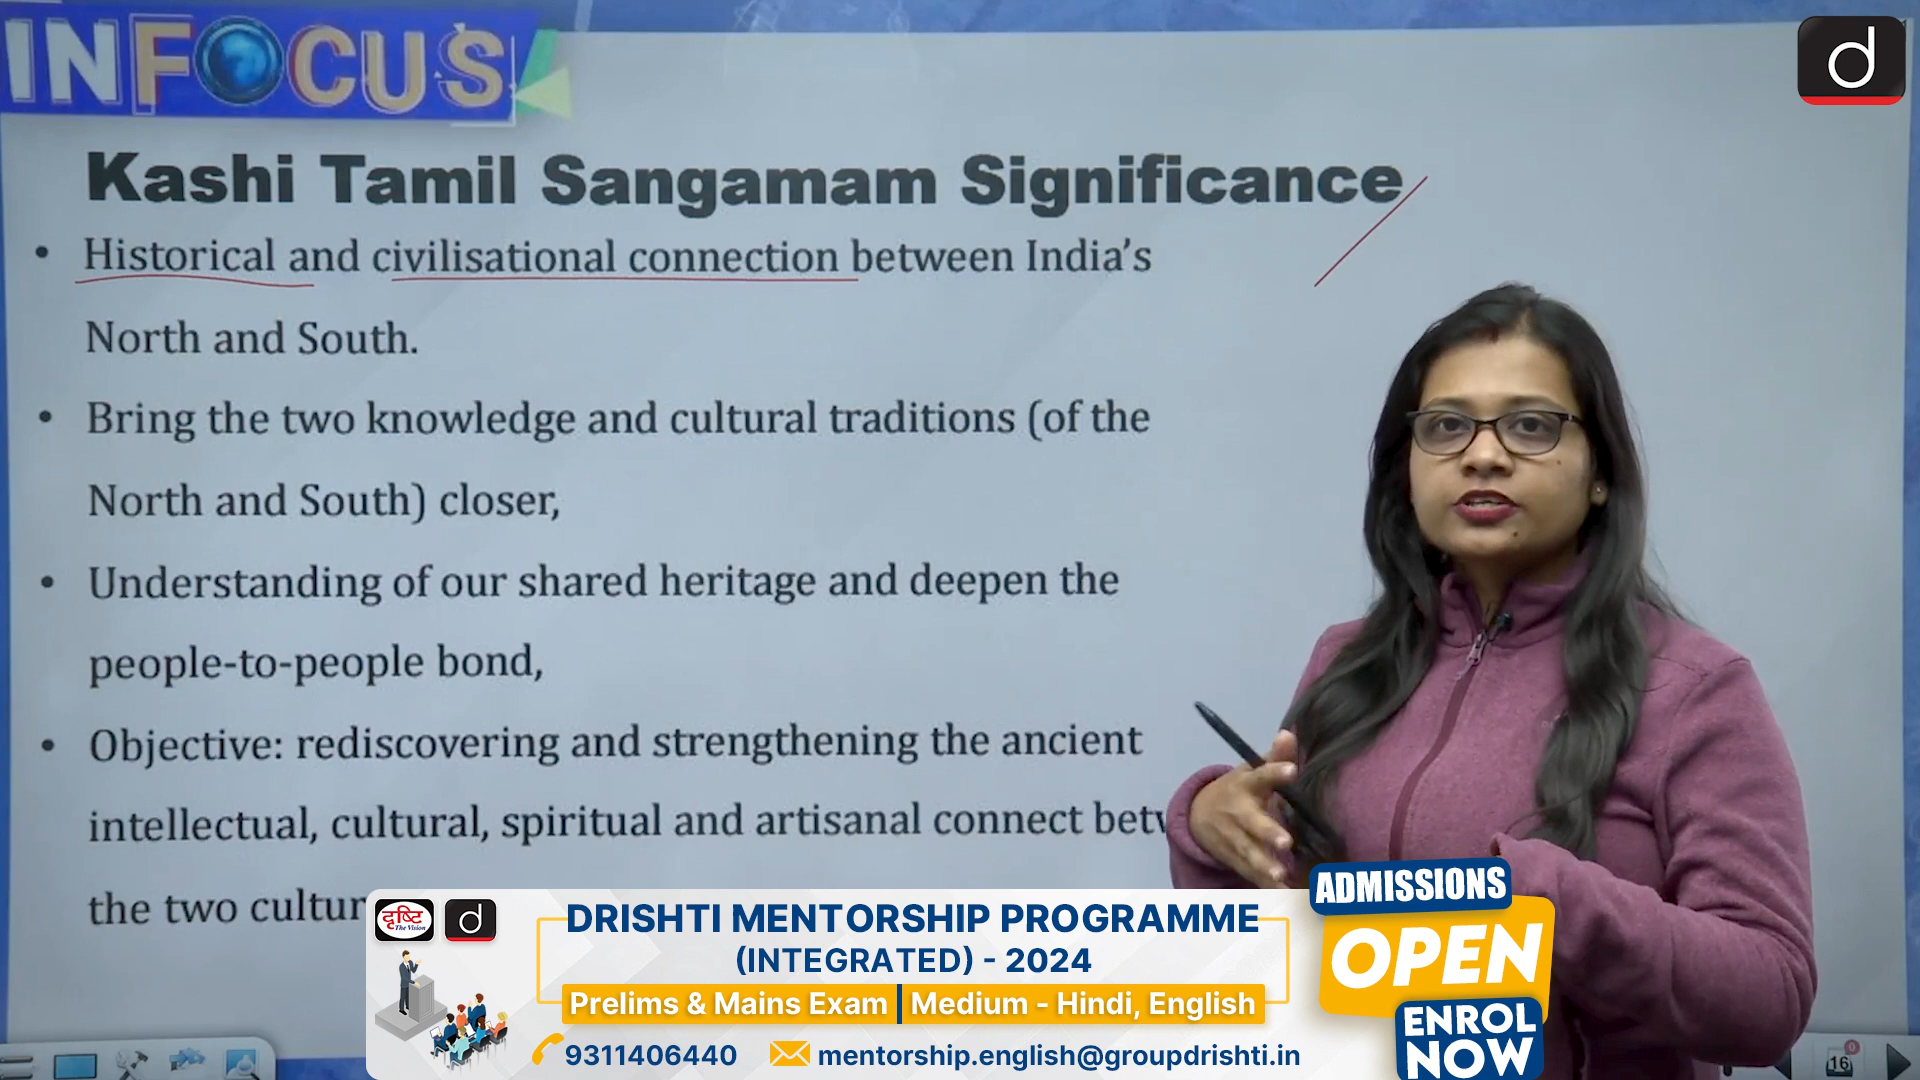 INFOCUS
d
Kashi Tamil Sangamam Significance
• Historical and civilisational connection between India’s
North and South.
• Bring the two knowledge and cultural traditions (of the
North and South) closer,
• Understanding of our shared heritage and deepen the
people-to-people bond,
• Objective: rediscovering and strengthening the ancient
intellectual, cultural, spiritual and artisanal connect
the two
दृष्टि
The Vision
d
DRISHTI MENTORSHIP PROGRAMME
(INTEGRATED) - 2024
Prelims & Mains Exam | Medium - Hindi, English
9311406440 mentorship.english@groupdrishti.in
ADMISSIONS
OPEN
ENROL
NOW
16